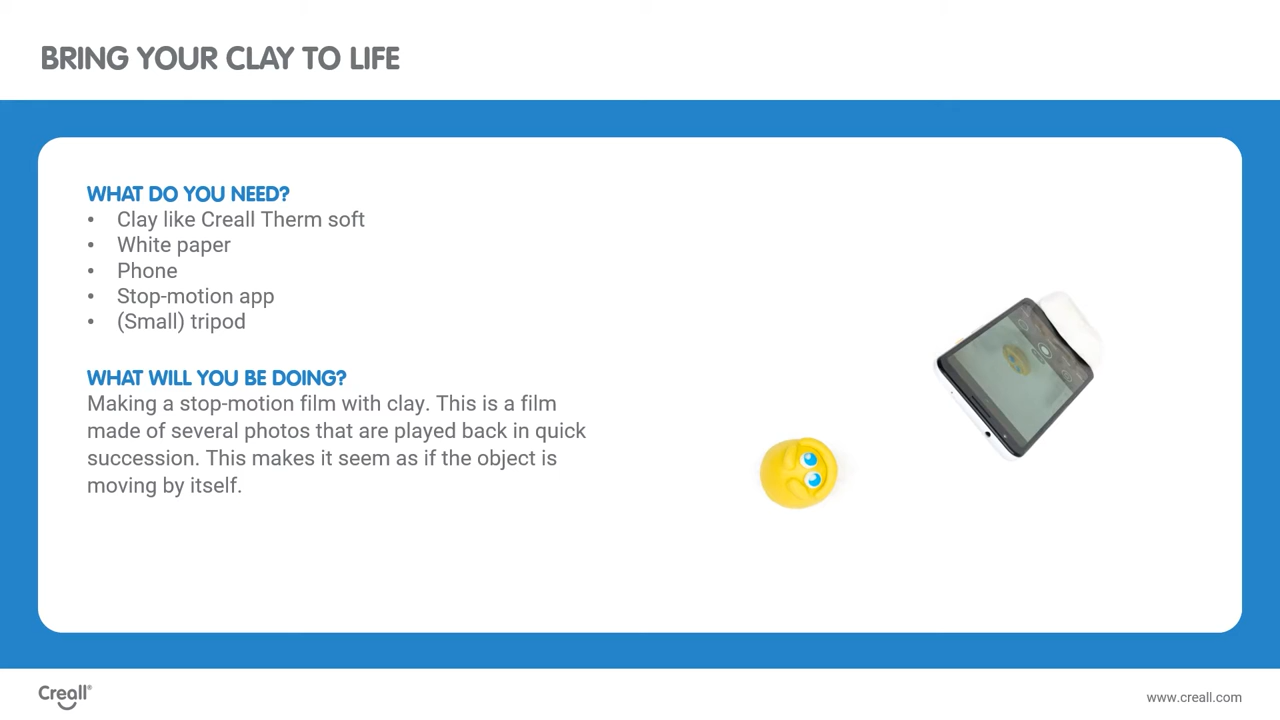 BRING YOUR CLAY TO LIFE
WHAT DO YOU NEED?
• Clay like Creall Therm soft
• White paper
• Phone
• Stop-motion app
• (Small) tripod
WHAT WILL YOU BE DOING?
Making a stop-motion film with clay. This is a film
made of several photos that are played back in quick
succession. This makes it seem as if the object is
moving by itself.
Creall®
www.creall.com